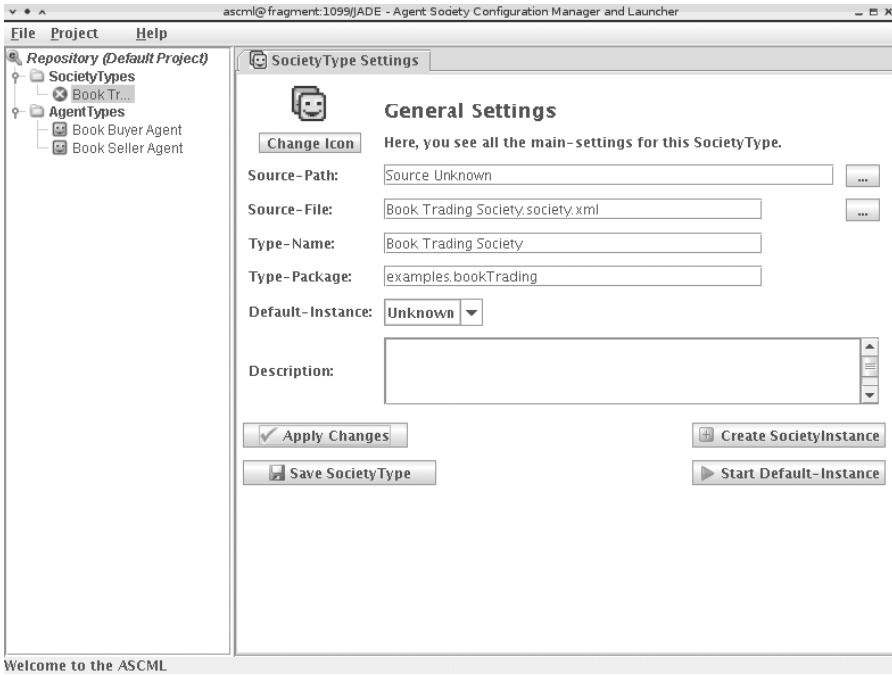 ascml@fragment:1099/JADE - Agent Society Configuration Manager and Launcher
File Project Help
Repository (Default Project)
SocietyTypes
Book Tr...
AgentTypes
Book Buyer Agent
Book Seller Agent
SocietyType Settings
General Settings
Change Icon
Here, you see all the main-settings for this SocietyType.
Source-Path: Source Unknown ...
Source-File: Book Trading Society.society.xml ...
Type-Name: Book Trading Society
Type-Package: examples.bookTrading
Default-Instance: Unknown
Description:
Apply Changes Create SocietyInstance
Save SocietyType Start Default-Instance
Welcome to the ASCML